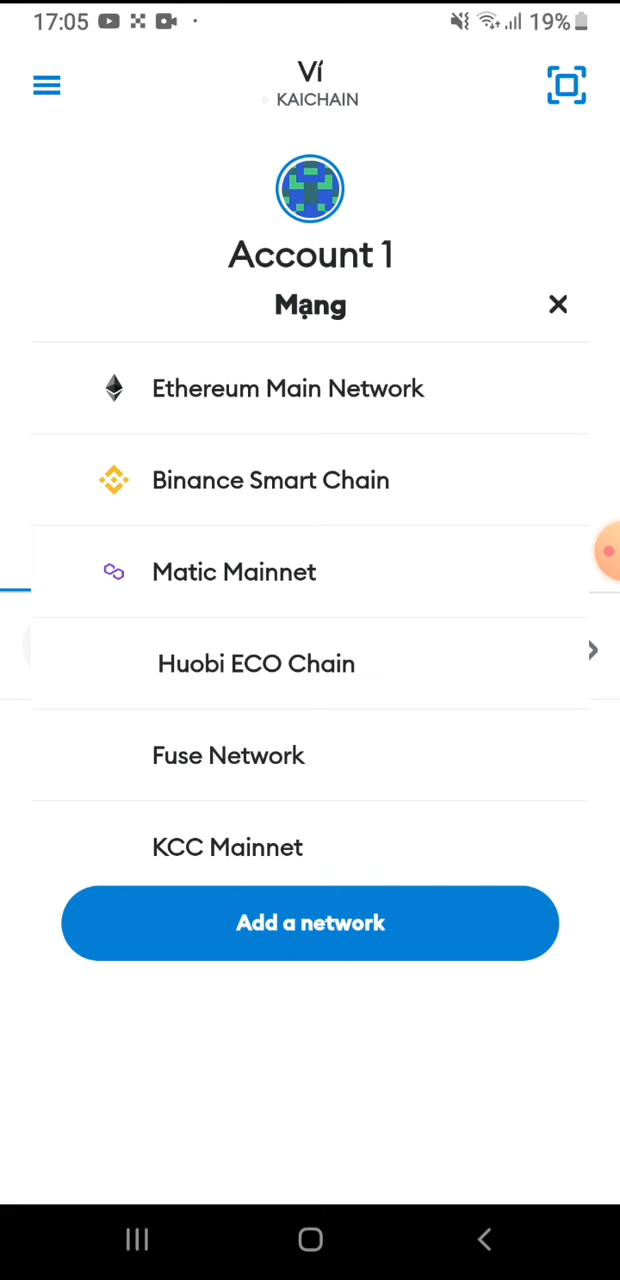 17:05
19%
Ví
KAICHAIN
Account 1
Mạng
Ethereum Main Network
Binance Smart Chain
Matic Mainnet
Huobi ECO Chain
Fuse Network
KCC Mainnet
Add a network